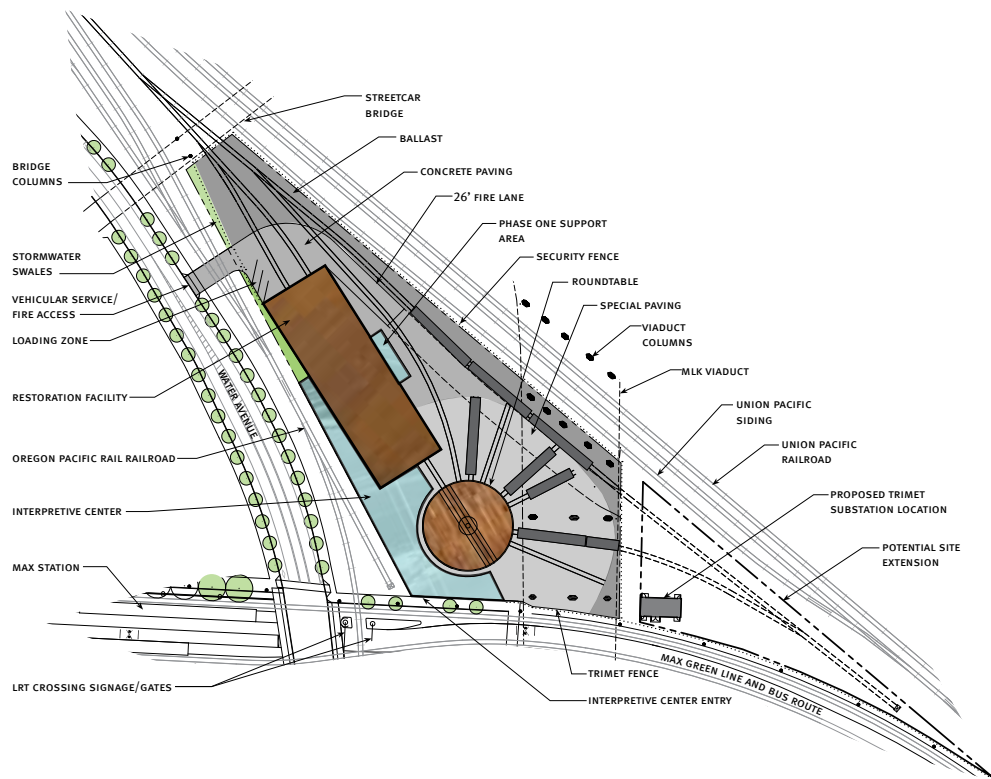 STREETCAR
BRIDGE
BALLAST
BRIDGE
COLUMNS
CONCRETE PAVING
26' FIRE LANE
PHASE ONE SUPPORT
AREA
STORMWATER
SWALES
SECURITY FENCE
ROUNDTABLE
VEHICULAR SERVICE/
FIRE ACCESS
SPECIAL PAVING
VIADUCT
COLUMNS
LOADING ZONE
MLK VIADUCT
RESTORATION FACILITY
WATER AVENUE
UNION PACIFIC
SIDING
UNION PACIFIC
RAILROAD
OREGON PACIFIC RAIL RAILROAD
PROPOSED TRIMET
SUBSTATION LOCATION
INTERPRETIVE CENTER
POTENTIAL SITE
EXTENSION
MAX STATION
MAX GREEN LINE AND BUS ROUTE
TRIMET FENCE
LRT CROSSING SIGNAGE/GATES
INTERPRETIVE CENTER ENTRY